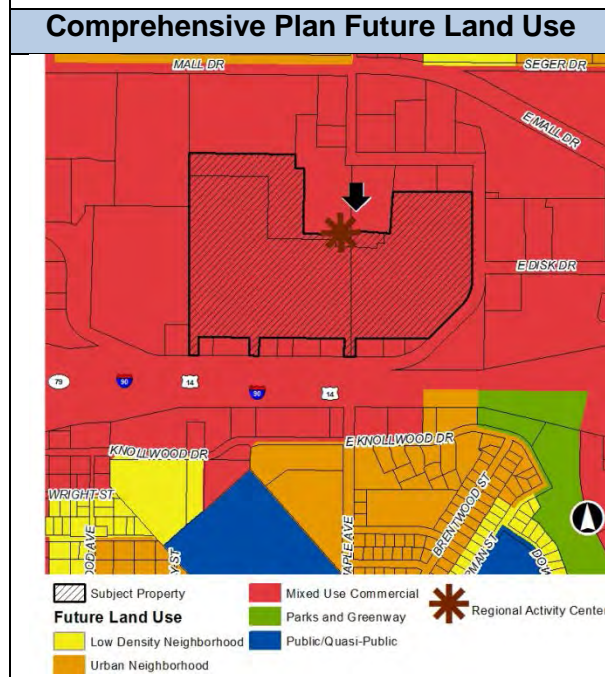 Comprehensive Plan Future Land Use
MALL DR
SEGER DR
E MALL DR
E DISK DR
79
90
14
90
14
KNOLLWOOD DR
E KNOLLWOOD DR
WRIGHT ST
BRENTWOOD ST
Subject Property
Future Land Use
Low Density Neighborhood
Urban Neighborhood
Mixed Use Commercial
Parks and Greenway
Public/Quasi-Public
Regional Activity Center